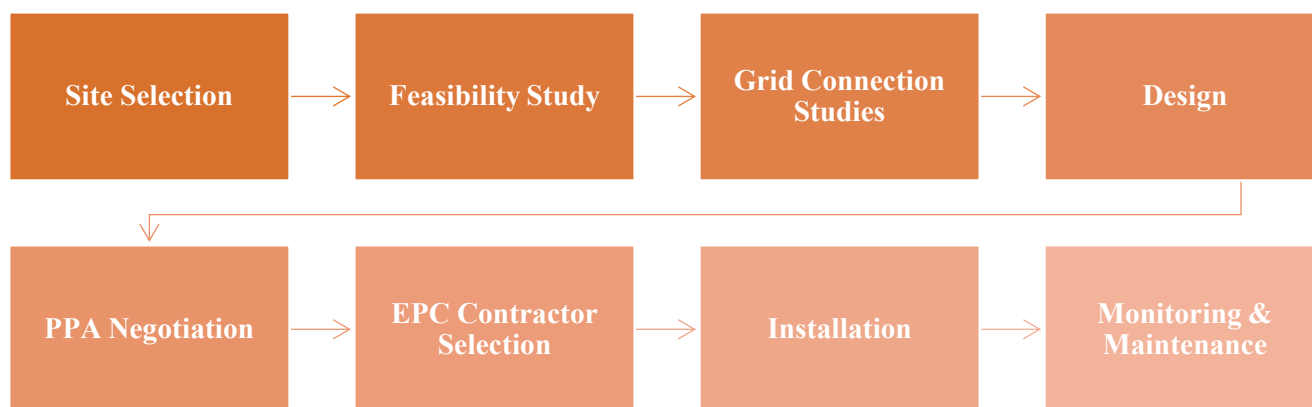 Site Selection
Feasibility Study
Grid Connection
Studies
Design
PPA Negotiation
EPC Contractor
Selection
Installation
Monitoring &
Maintenance